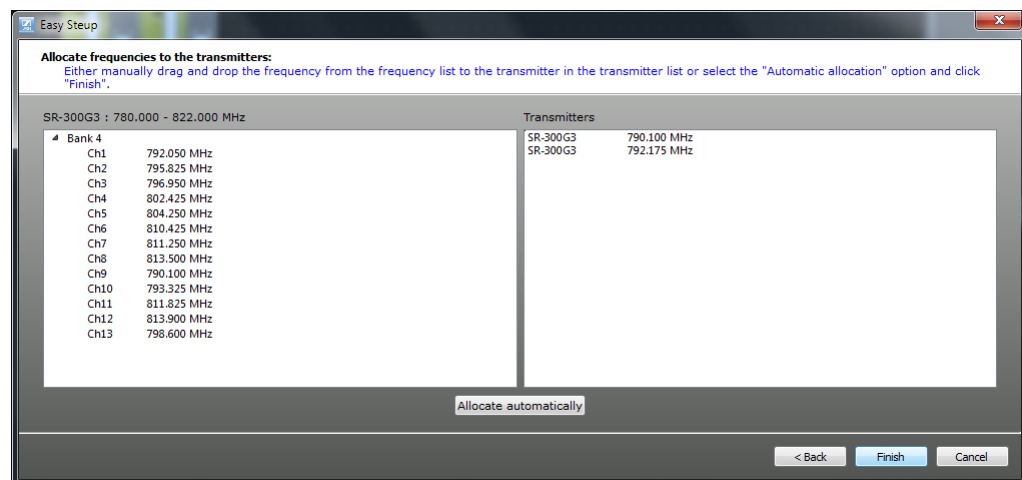 Easy Steup
Allocate frequencies to the transmitters:
Either manually drag and drop the frequency from the frequency list to the transmitter in the transmitter list or select the "Automatic allocation" option and click
"Finish".
SR-300G3 : 780.000 - 822.000 MHz
Bank 4
Ch1 792.050 MHz
Ch2 795.825 MHz
Ch3 796.950 MHz
Ch4 802.425 MHz
Ch5 804.250 MHz
Ch6 810.425 MHz
Ch7 811.250 MHz
Ch8 813.500 MHz
Ch9 790.100 MHz
Ch10 793.325 MHz
Ch11 811.825 MHz
Ch12 813.900 MHz
Ch13 798.600 MHz
Transmitters
SR-300G3 790.100 MHz
SR-300G3 792.175 MHz
Allocate automatically
< Back Finish Cancel